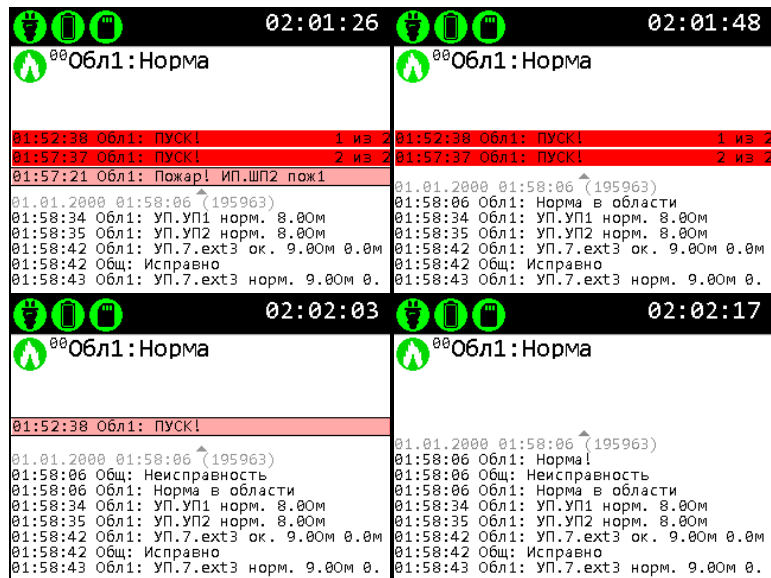 02:01:26
00Обл1:Норма
01:52:38 Обл1: ПУСК! 1 из 2
01:57:37 Обл1: ПУСК! 2 из 2
01:57:21 Обл1: Пожар! ИП.ШП2 пож1
01.01.2000 01:58:06 (195963)
01:58:34 Обл1: УП.УП1 норм. 8.0Ом
01:58:35 Обл1: УП.УП2 норм. 8.0Ом
01:58:42 Обл1: УП.7.ext3 ок. 9.0Ом 0.0м
01:58:42 Общ: Исправно
01:58:43 Обл1: УП.7.ext3 норм. 9.0Ом 0.
02:01:48
00Обл1:Норма
01:52:38 Обл1: ПУСК! 1 из 2
01:57:37 Обл1: ПУСК! 2 из 2
01.01.2000 01:58:06 (195963)
01:58:06 Обл1: Норма в области
01:58:34 Обл1: УП.УП1 норм. 8.0Ом
01:58:35 Обл1: УП.УП2 норм. 8.0Ом
01:58:42 Обл1: УП.7.ext3 ок. 9.0Ом 0.0м
01:58:42 Общ: Исправно
01:58:43 Обл1: УП.7.ext3 норм. 9.0Ом 0.
02:02:03
00Обл1:Норма
01:52:38 Обл1: ПУСК!
01.01.2000 01:58:06 (195963)
01:58:06 Общ: Неисправность
01:58:06 Обл1: Норма в области
01:58:34 Обл1: УП.УП1 норм. 8.0Ом
01:58:35 Обл1: УП.УП2 норм. 8.0Ом
01:58:42 Обл1: УП.7.ext3 ок. 9.0Ом 0.0м
01:58:42 Общ: Исправно
01:58:43 Обл1: УП.7.ext3 норм. 9.0Ом 0.
02:02:17
00Обл1:Норма
01.01.2000 01:58:06 (195963)
01:58:06 Обл1: Норма!
01:58:06 Общ: Неисправность
01:58:06 Обл1: Норма в области
01:58:34 Обл1: УП.УП1 норм. 8.0Ом
01:58:35 Обл1: УП.УП2 норм. 8.0Ом
01:58:42 Обл1: УП.7.ext3 ок. 9.0Ом 0.0м
01:58:42 Общ: Исправно
01:58:43 Обл1: УП.7.ext3 норм. 9.0Ом 0.